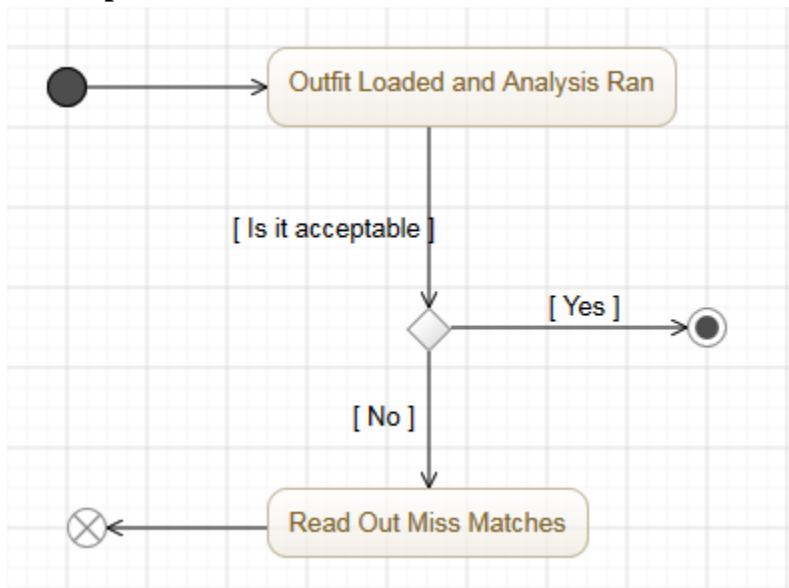 Outfit Loaded and Analysis Ran
[ Is it acceptable ]
[ Yes ]
[ No ]
Read Out Miss Matches